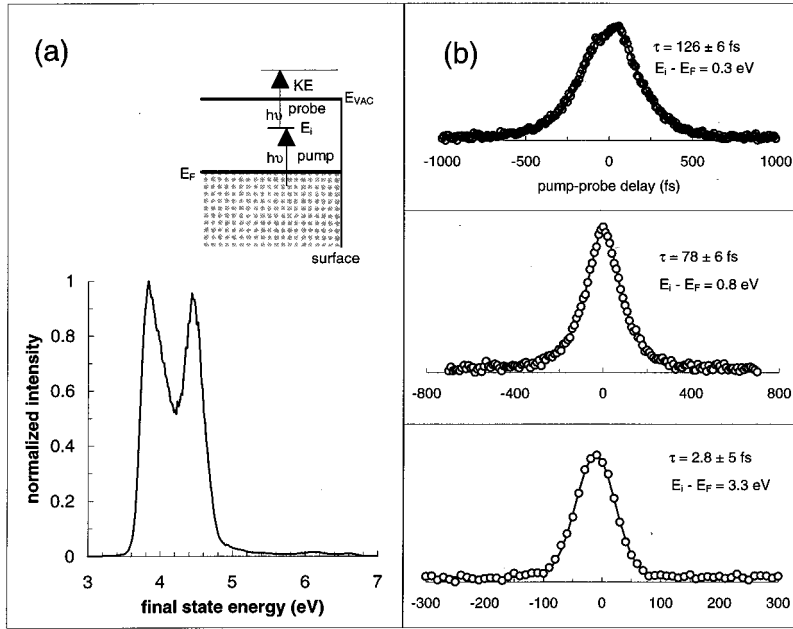 (a)
KE
E_VAC
probe
hυ
E_i
hυ pump
E_F
surface
normalized intensity
1
0.8
0.6
0.4
0.2
0
3 4 5 6 7
final state energy (eV)
(b)
τ = 126 ± 6 fs
E_i - E_F = 0.3 eV
-1000 -500 0 500 1000
pump-probe delay (fs)
τ = 78 ± 6 fs
E_i - E_F = 0.8 eV
-800 -400 0 400 800
τ = 2.8 ± 5 fs
E_i - E_F = 3.3 eV
-300 -200 -100 0 100 200 300